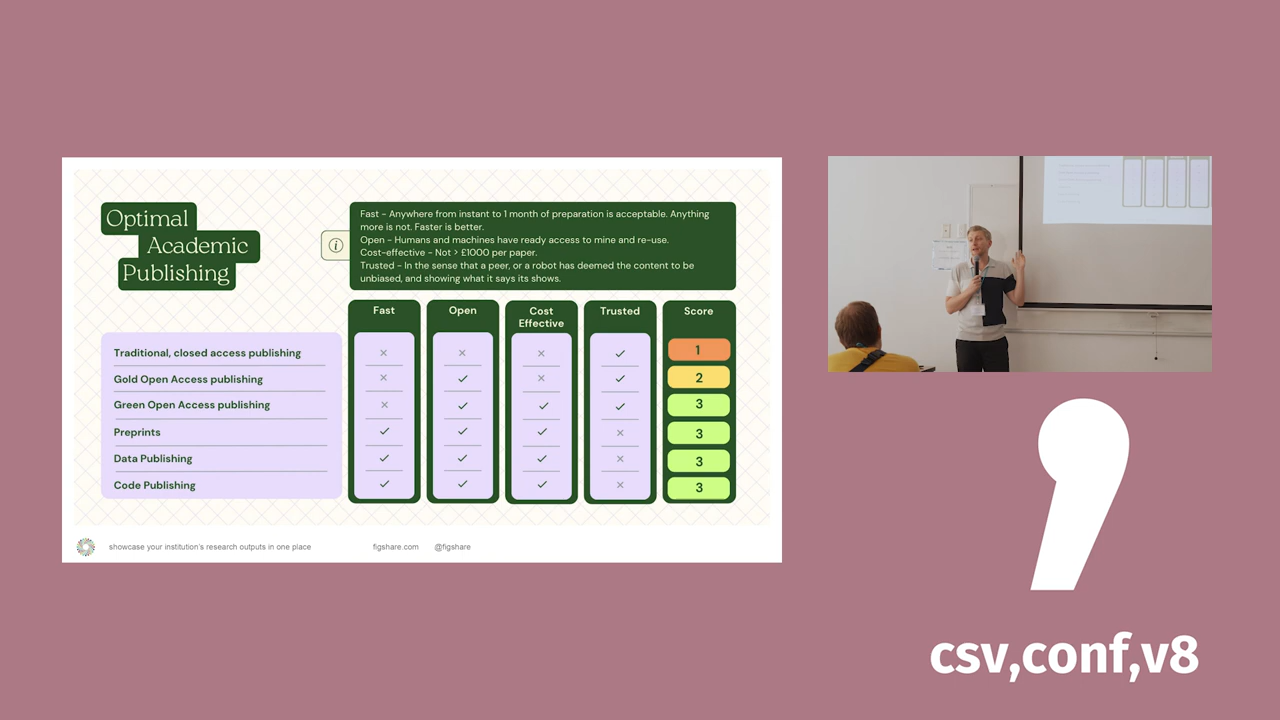 Optimal
Academic
Publishing
Fast - Anywhere from instant to 1 month of preparation is acceptable. Anything
more is not. Faster is better.
Open - Humans and machines have ready access to mine and re-use.
Cost-effective - Not > £1000 per paper.
Trusted - In the sense that a peer, or a robot has deemed the content to be
unbiased, and showing what it says its shows.
i
Fast Open Cost Effective Trusted Score
Traditional, closed access publishing × × × ✓ 1
Gold Open Access publishing × ✓ × ✓ 2
Green Open Access publishing × ✓ ✓ ✓ 3
Preprints ✓ ✓ ✓ × 3
Data Publishing ✓ ✓ ✓ × 3
Code Publishing ✓ ✓ ✓ × 3
showcase your institution's research outputs in one place figshare.com @figshare
csv,conf,v8